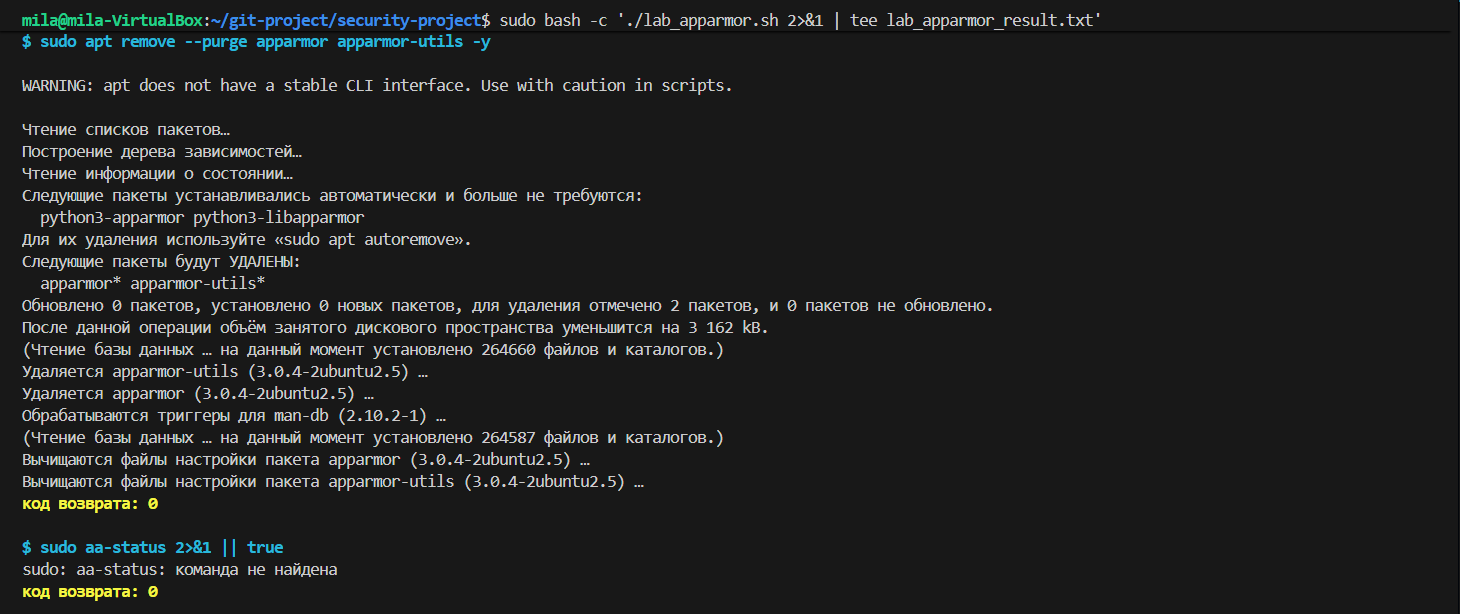 mila@mila-VirtualBox:~/git-project/security-project$ sudo bash -c './lab_apparmor.sh 2>&1 | tee lab_apparmor_result.txt'
$ sudo apt remove --purge apparmor apparmor-utils -y
WARNING: apt does not have a stable CLI interface. Use with caution in scripts.
Чтение списков пакетов…
Построение дерева зависимостей…
Чтение информации о состоянии…
Следующие пакеты устанавливались автоматически и больше не требуются:
python3-apparmor python3-libapparmor
Для их удаления используйте «sudo apt autoremove».
Следующие пакеты будут УДАЛЕНЫ:
apparmor* apparmor-utils*
Обновлено 0 пакетов, установлено 0 новых пакетов, для удаления отмечено 2 пакетов, и 0 пакетов не обновлено.
После данной операции объём занятого дискового пространства уменьшится на 3 162 kB.
(Чтение базы данных … на данный момент установлено 264660 файлов и каталогов.)
Удаляется apparmor-utils (3.0.4-2ubuntu2.5) …
Удаляется apparmor (3.0.4-2ubuntu2.5) …
Обрабатываются триггеры для man-db (2.10.2-1) …
(Чтение базы данных … на данный момент установлено 264587 файлов и каталогов.)
Вычищаются файлы настройки пакета apparmor (3.0.4-2ubuntu2.5) …
Вычищаются файлы настройки пакета apparmor-utils (3.0.4-2ubuntu2.5) …
код возврата: 0
$ sudo aa-status 2>&1 || true
sudo: aa-status: команда не найдена
код возврата: 0